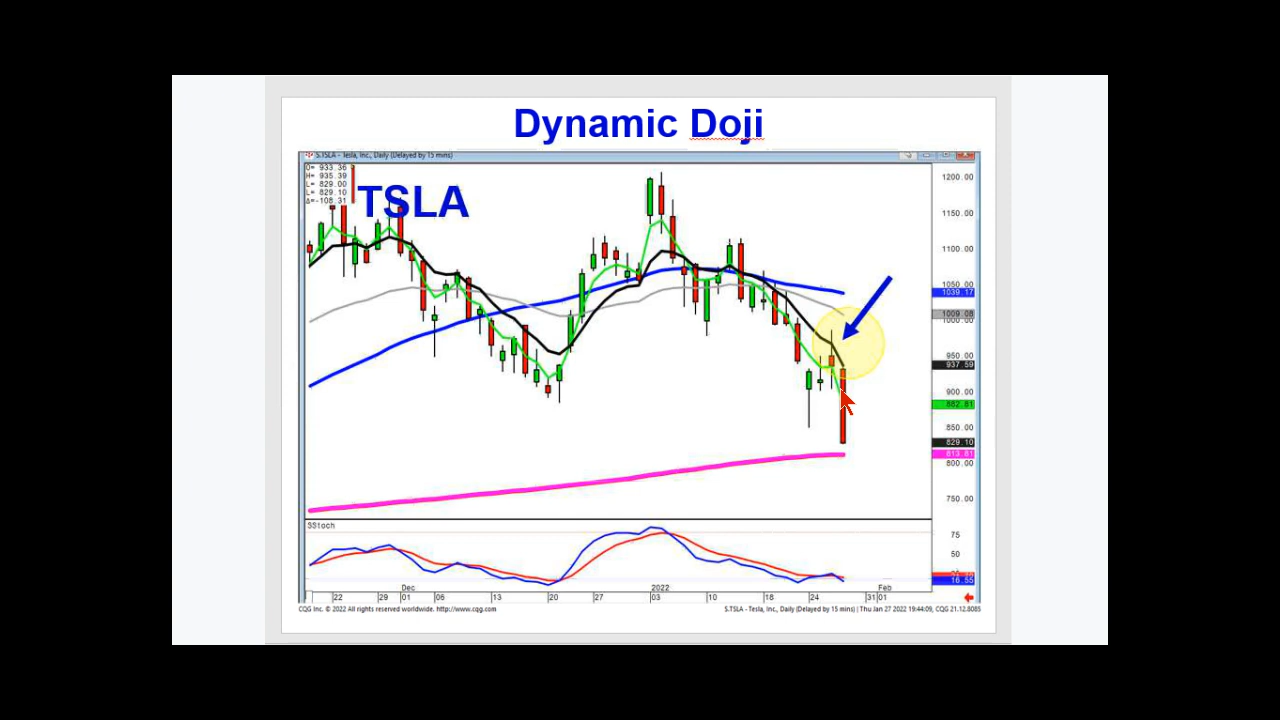 Dynamic Doji
S.TSLA - Tesla, Inc., Daily (Delayed by 15 mins)
O= 933.36
H= 935.39
L= 829.00
L= 829.10
Δ=-108.31
TSLA
1200.00
1150.00
1100.00
1050.00
1039.17
1009.08
1000.00
950.00
937.59
900.00
882.81
850.00
829.10
813.61
800.00
750.00
SStoch
75
50
16.55
Dec 2022 Feb
22 29 01 06 13 20 27 03 10 18 24 31 01
CQG Inc. © 2022 All rights reserved worldwide. http://www.cqg.com
S.TSLA - Tesla, Inc., Daily (Delayed by 15 mins) | Thu Jan 27 2022 19:44:09, CQG 21.12.8085